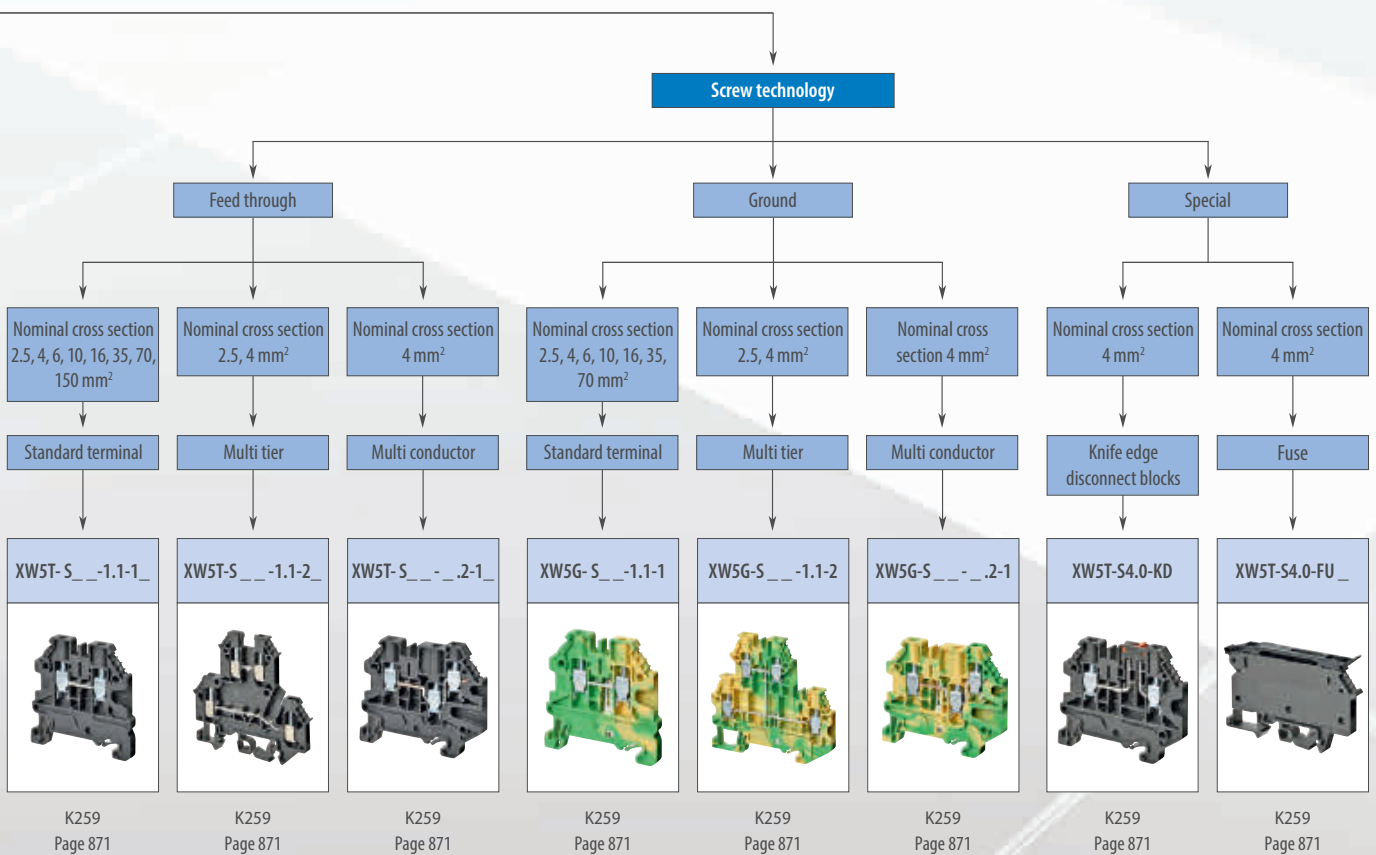 Screw technology
Feed through
Ground
Special
Nominal cross section
2.5, 4, 6, 10, 16, 35, 70,
150 mm²
Nominal cross section
2.5, 4 mm²
Nominal cross section
4 mm²
Nominal cross section
2.5, 4, 6, 10, 16, 35,
70 mm²
Nominal cross section
2.5, 4 mm²
Nominal cross
section 4 mm²
Nominal cross section
4 mm²
Nominal cross section
4 mm²
Standard terminal
Multi tier
Multi conductor
Standard terminal
Multi tier
Multi conductor
Knife edge
disconnect blocks
Fuse
XW5T- S_ _-1.1-1_
XW5T-S _ _ -1.1-2_
XW5T- S_ _ - _ .2-1_
XW5G- S_ _-1.1-1
XW5G-S _ _ -1.1-2
XW5G-S _ _ - _ .2-1
XW5T-S4.0-KD
XW5T-S4.0-FU _
K259
Page 871
K259
Page 871
K259
Page 871
K259
Page 871
K259
Page 871
K259
Page 871
K259
Page 871
K259
Page 871